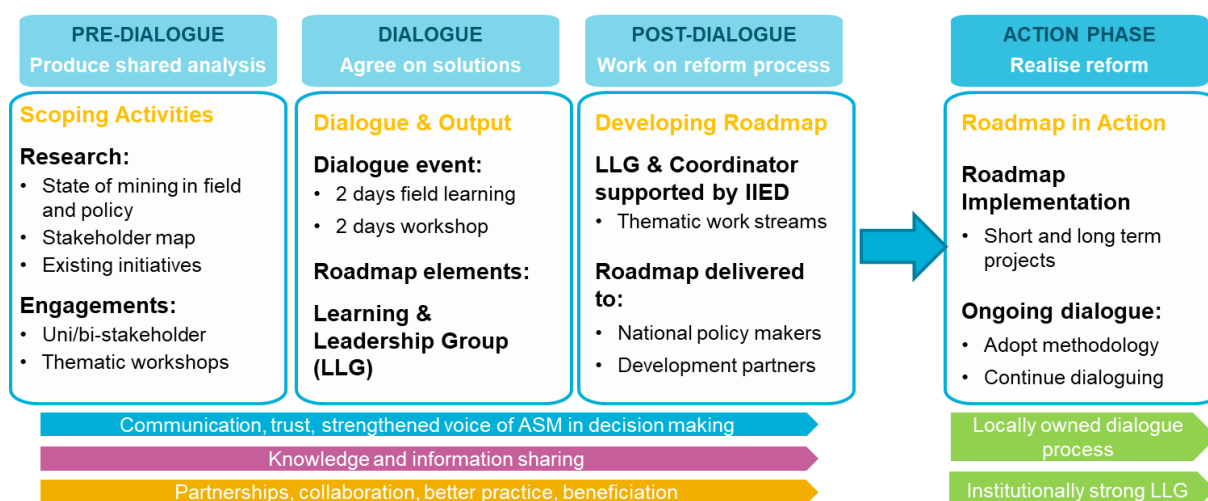 PRE-DIALOGUE
Produce shared analysis
Scoping Activities
Research:
• State of mining in field
and policy
• Stakeholder map
• Existing initiatives
Engagements:
• Uni/bi-stakeholder
• Thematic workshops
DIALOGUE
Agree on solutions
Dialogue & Output
Dialogue event:
• 2 days field learning
• 2 days workshop
Roadmap elements:
Learning &
Leadership Group
(LLG)
POST-DIALOGUE
Work on reform process
Developing Roadmap
LLG & Coordinator
supported by IIED
• Thematic work streams
Roadmap delivered
to:
• National policy makers
• Development partners
ACTION PHASE
Realise reform
Roadmap in Action
Roadmap
Implementation
• Short and long term
projects
Ongoing dialogue:
• Adopt methodology
• Continue dialoguing
Communication, trust, strengthened voice of ASM in decision making
Knowledge and information sharing
Partnerships, collaboration, better practice, beneficiation
Locally owned dialogue
process
Institutionally strong LLG